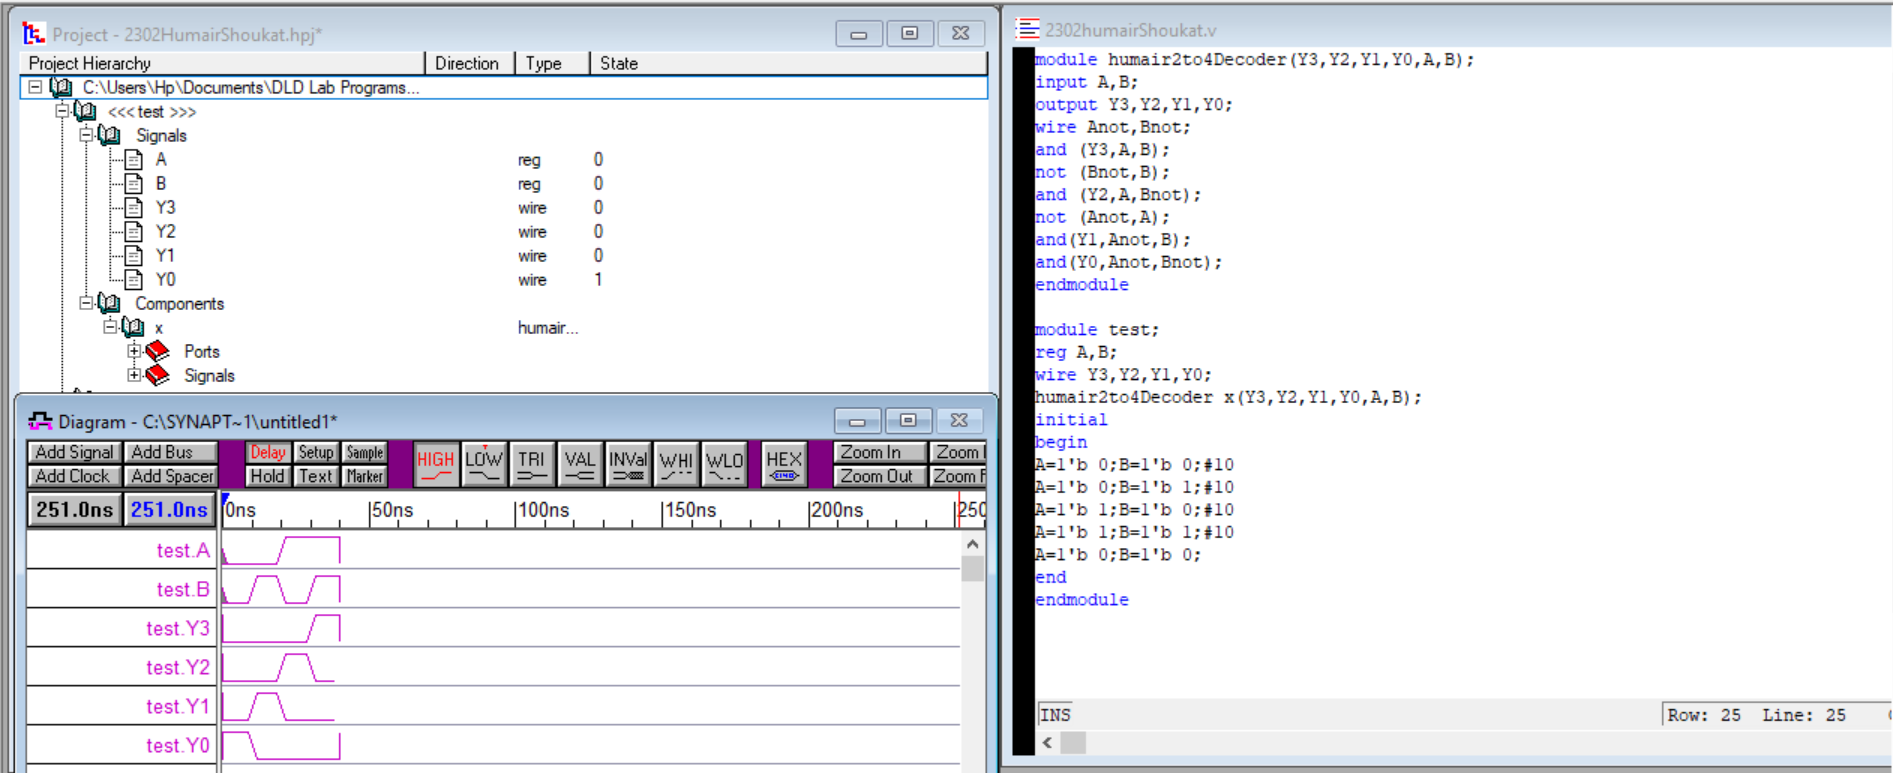 Project - 2302HumairShoukat.hpj*
Project Hierarchy Direction Type State
C:\Users\Hp\Documents\DLD Lab Programs...
<<< test >>>
Signals
A reg 0
B reg 0
Y3 wire 0
Y2 wire 0
Y1 wire 0
Y0 wire 1
Components
x humair...
Ports
Signals
Diagram - C:\SYNAPT~1\untitled1*
Add Signal Add Bus Delay Setup Sample HIGH LOW TRI VAL INVal WHI WLO HEX Zoom In Zoom
Add Clock Add Spacer Hold Text Marker Zoom Out Zoom F
251.0ns 251.0ns 0ns 50ns 100ns 150ns 200ns 250
test.A
test.B
test.Y3
test.Y2
test.Y1
test.Y0
2302humairShoukat.v
module humair2to4Decoder(Y3,Y2,Y1,Y0,A,B);
input A,B;
output Y3,Y2,Y1,Y0;
wire Anot,Bnot;
and (Y3,A,B);
not (Bnot,B);
and (Y2,A,Bnot);
not (Anot,A);
and(Y1,Anot,B);
and(Y0,Anot,Bnot);
endmodule
module test;
reg A,B;
wire Y3,Y2,Y1,Y0;
humair2to4Decoder x(Y3,Y2,Y1,Y0,A,B);
initial
begin
A=1'b 0;B=1'b 0;#10
A=1'b 0;B=1'b 1;#10
A=1'b 1;B=1'b 0;#10
A=1'b 1;B=1'b 1;#10
A=1'b 0;B=1'b 0;
end
endmodule
INS Row: 25 Line: 25